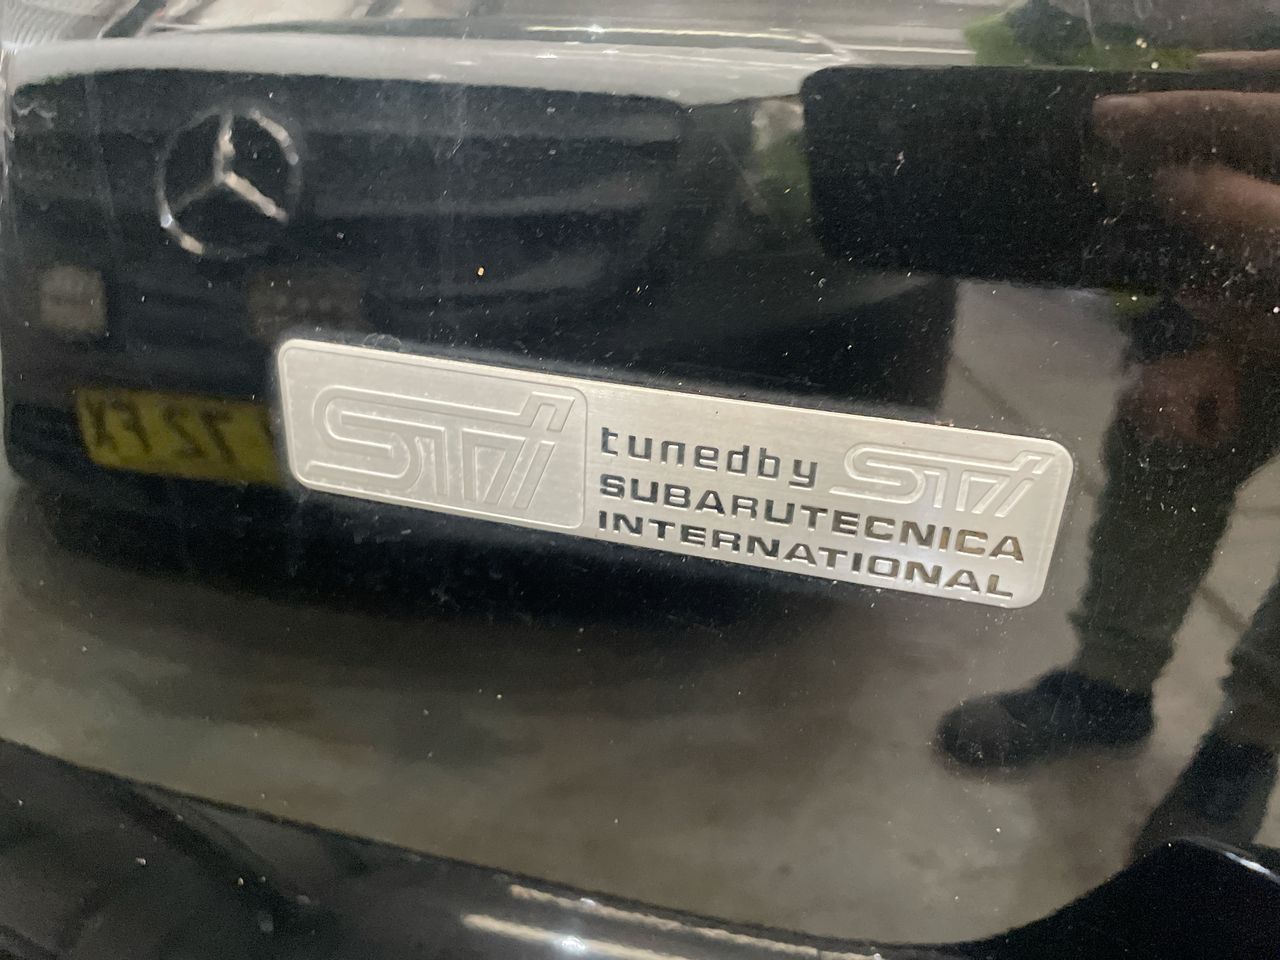 STi
tunedby STi
SUBARUTECNICA
INTERNATIONAL